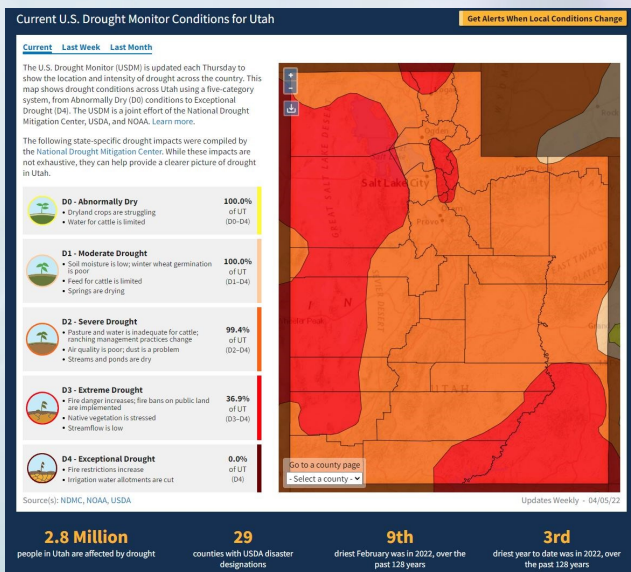 Current U.S. Drought Monitor Conditions for Utah
Get Alerts When Local Conditions Change
Current Last Week Last Month
The U.S. Drought Monitor (USDM) is updated each Thursday to
show the location and intensity of drought across the country. This
map shows drought conditions across Utah using a five-category
system, from Abnormally Dry (D0) conditions to Exceptional
Drought (D4). The USDM is a joint effort of the National Drought
Mitigation Center, USDA, and NOAA. Learn more.
The following state-specific drought impacts were compiled by
the National Drought Mitigation Center. While these impacts are
not exhaustive, they can help provide a clearer picture of drought
in Utah.
D0 - Abnormally Dry
• Dryland crops are struggling
• Water for cattle is limited
100.0%
of UT
(D0-D4)
D1 - Moderate Drought
• Soil moisture is low; winter wheat germination
is poor
• Feed for cattle is limited
• Springs are drying
100.0%
of UT
(D1-D4)
D2 - Severe Drought
• Pasture and water is inadequate for cattle;
ranching management practices change
• Air quality is poor; dust is a problem
• Streams and ponds are dry
99.4%
of UT
(D2-D4)
D3 - Extreme Drought
• Fire danger increases; fire bans on public land
are implemented
• Native vegetation is stressed
• Streamflow is low
36.9%
of UT
(D3-D4)
D4 - Exceptional Drought
• Fire restrictions increase
• Irrigation water allotments are cut
0.0%
of UT
(D4)
+
-
Ogden
GREAT SALT LAKE DESERT
Salt Lake City
Provo
EAST TAVAPUTS
SEVIER DESERT
UTAH
Go to a county page
- Select a county -
Source(s): NDMC, NOAA, USDA
Updates Weekly - 04/05/22
2.8 Million
people in Utah are affected by drought
29
counties with USDA disaster
designations
9th
driest February was in 2022, over the
past 128 years
3rd
driest year to date was in 2022, over
the past 128 years